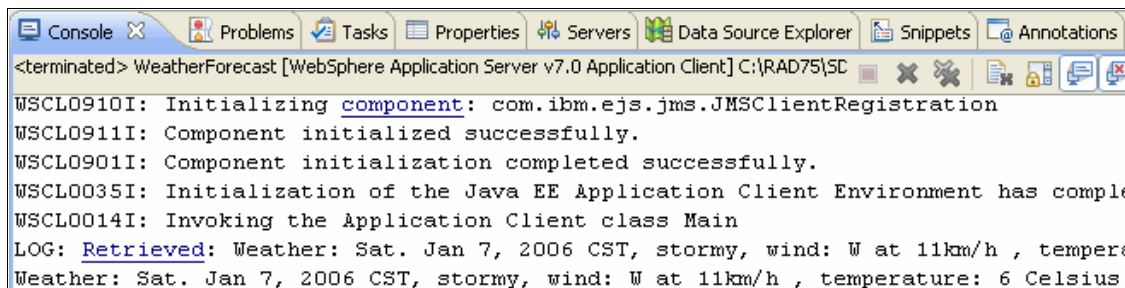 Console Problems Tasks Properties Servers Data Source Explorer Snippets Annotations
<terminated> WeatherForecast [WebSphere Application Server v7.0 Application Client] C:\RAD75\SD
WSCL0910I: Initializing component: com.ibm.ejs.jms.JMSClientRegistration
WSCL0911I: Component initialized successfully.
WSCL0901I: Component initialization completed successfully.
WSCL0035I: Initialization of the Java EE Application Client Environment has comple
WSCL0014I: Invoking the Application Client class Main
LOG: Retrieved: Weather: Sat. Jan 7, 2006 CST, stormy, wind: W at 11km/h , tempera
Weather: Sat. Jan 7, 2006 CST, stormy, wind: W at 11km/h , temperature: 6 Celsius